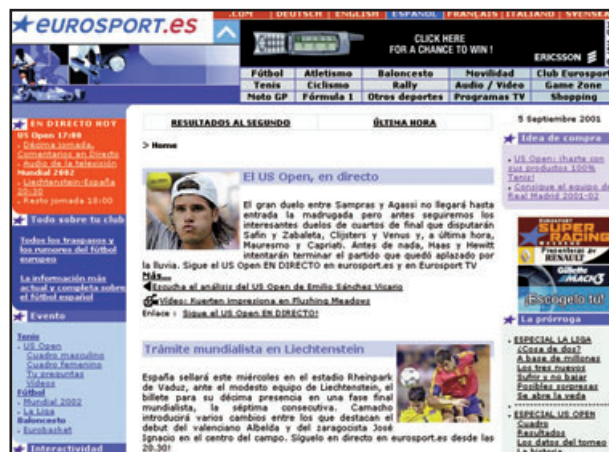 .COM | DEUTSCH | ENGLISH | ESPAÑOL | FRANÇAIS | ITALIANO | SVENSKA
EUROSPORT.ES
CLICK HERE
FOR A CHANCE TO WIN !
ERICSSON
Fútbol Atletismo Baloncesto Movilidad Club Eurosport
Tenis Ciclismo Rally Audio / Video Game Zone
Moto GP Fórmula 1 Otros deportes Programas TV Shopping
EN DIRECTO HOY
US Open 17:00
- Décima jornada, Comentarios en Directo
- Audio de la televisión
Mundial 2002
- Liechtenstein-España 20:30
- Resto jornada 18:00
Todo sobre tu club
Todos los traspasos y
los rumores del fútbol
europeo
La información más
actual y completa sobre
el fútbol español
Evento
Tenis
- US Open
Cuadro masculino
Cuadro femenino
Tu preguntas
Videos
Fútbol
- Mundial 2002
- La Liga
Baloncesto
- Eurobasket
Interactividad
RESULTADOS AL SEGUNDO ÚLTIMA HORA
> Home
El US Open, en directo
El gran duelo entre Sampras y Agassi no llegará hasta
entrada la madrugada pero antes seguiremos los
interesantes duelos de cuartos de final que disputarán
Safin y Zabaleta, Clijsters y Venus y, a última hora,
Mauresmo y Capriati. Antes de nada, Haas y Hewitt
intentarán terminar el partido que quedó aplazado por
la lluvia. Sigue el US Open EN DIRECTO en eurosport.es y en Eurosport TV
Más...
Escucha el análisis del US Open de Emilio Sánchez Vicario
Vídeo: Kuerten impresiona en Flushing Meadows
Enlace : Sigue el US Open EN DIRECTO!
Trámite mundialista en Liechtenstein
España sellará este miércoles en el estadio Rheinpark
de Vaduz, ante el modesto equipo de Liechtenstein, el
billete para su décima presencia en una fase final
mundialista, la séptima consecutiva. Camacho
introducirá varios cambios entre los que destacan el
debut del valenciano Albelda y del zaragocista José
Ignacio en el centro del campo. Síguelo en directo en eurosport.es desde las
20.30!
5 Septiembre 2001
Idea de compra
- US Open: ¡hazte con
sus productos 100%
Tenis!
- Consigue el equipo de
Real Madrid 2001-02
EUROSPORT
SUPER
RACING
WEEKEND
RENAULT
Gillette
MACH3
¡Escógelo tu!
La prórroga
- ESPECIAL LA LIGA
¿Cosa de dos?
A base de millones
Los tres nuevos
Sufrir y no bajar
Posibles sorpresas
Se abre la veda
- ESPECIAL US OPEN
Cuadro
Resultados
Los datos del torneo
La historia